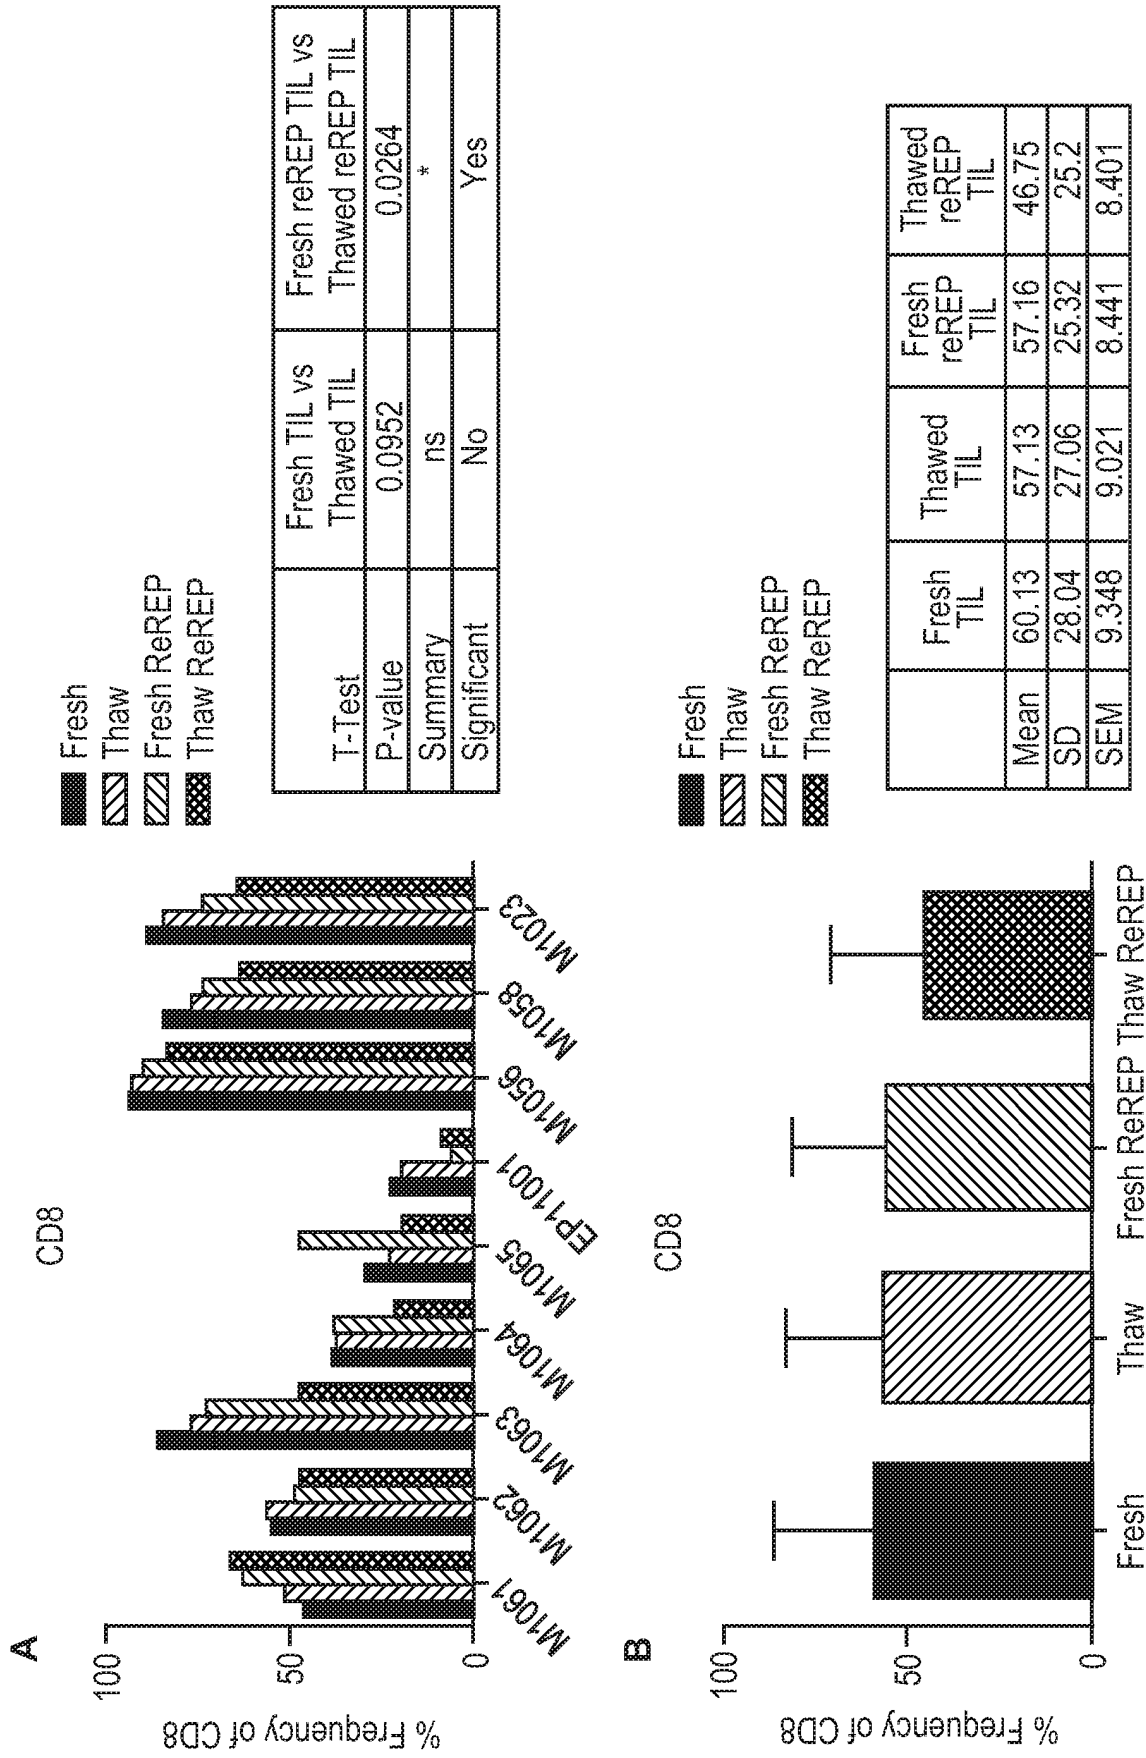 A
CD8
% Frequency of CD8
100
50
0
M1061
M1062
M1063
M1064
M1065
EP11001
M1056
M1058
M1023
Fresh
Thaw
Fresh ReREP
Thaw ReREP
T-Test
Fresh TIL vs
Thawed TIL
Fresh reREP TIL vs
Thawed reREP TIL
P-value 0.0952 0.0264
Summary ns *
Significant No Yes
B
CD8
% Frequency of CD8
100
50
0
Fresh Thaw Fresh ReREP Thaw ReREP
Fresh
Thaw
Fresh ReREP
Thaw ReREP
Fresh
TIL
Thawed
TIL
Fresh
reREP
TIL
Thawed
reREP
TIL
Mean 60.13 57.13 57.16 46.75
SD 28.04 27.06 25.32 25.2
SEM 9.348 9.021 8.441 8.401